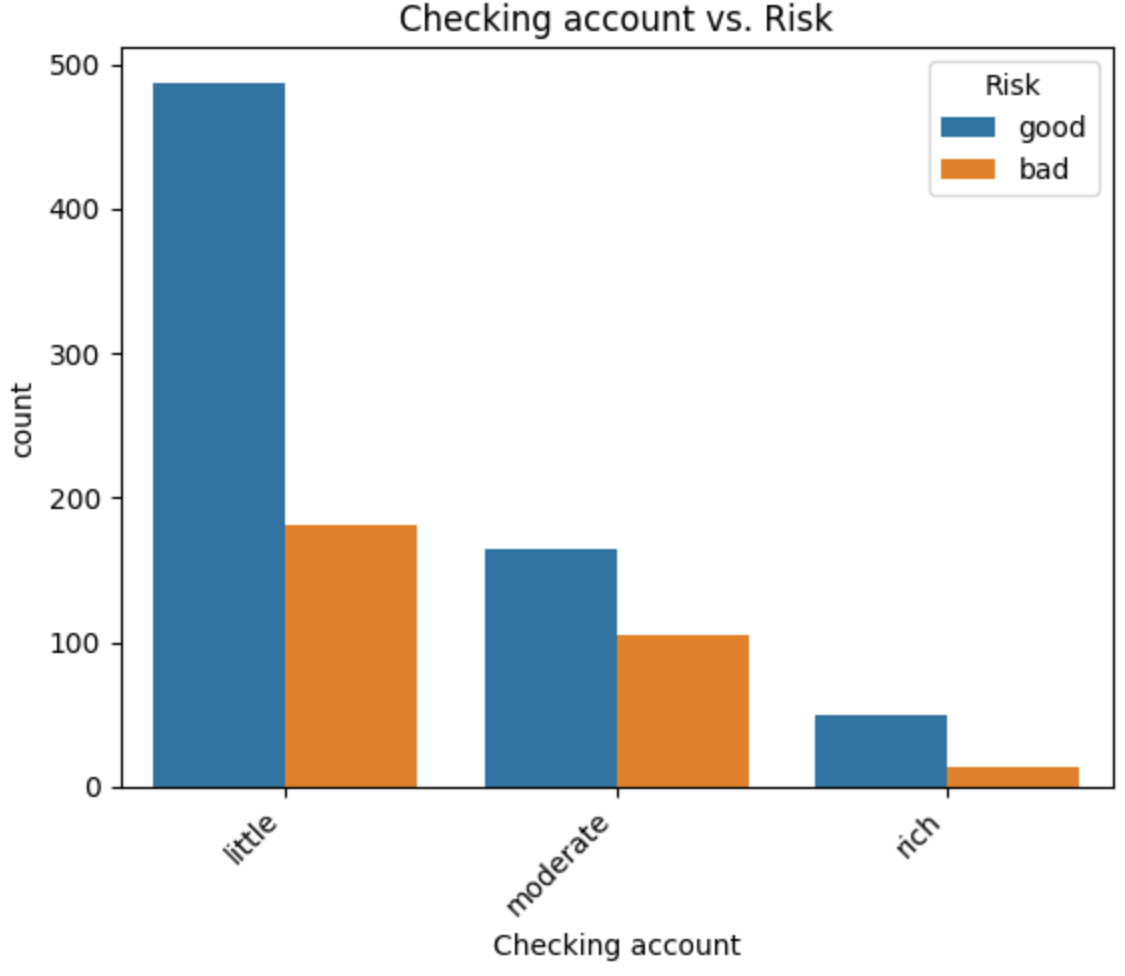 Checking account vs. Risk
Risk
good
bad
500
400
300
200
100
0
count
little
moderate
rich
Checking account